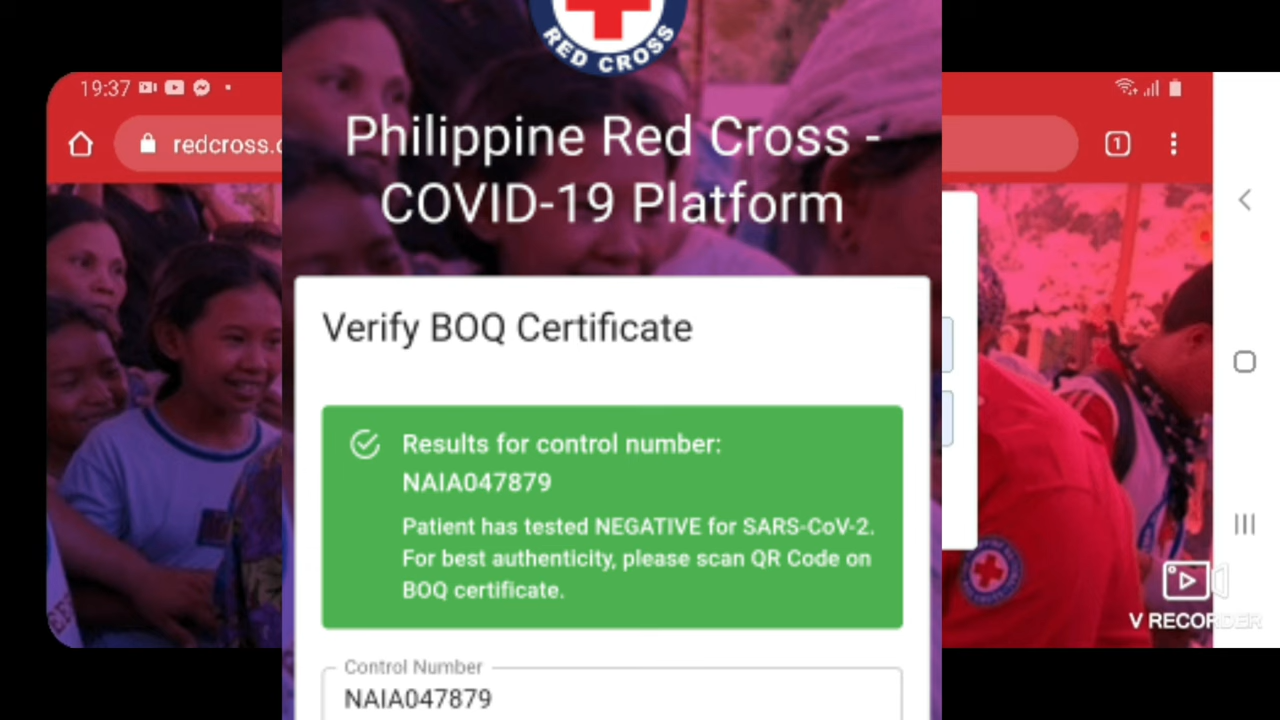 RED CROSS
19:37
redcross.
1
Philippine Red Cross -
COVID-19 Platform
Verify BOQ Certificate
Results for control number:
NAIA047879
Patient has tested NEGATIVE for SARS-CoV-2.
For best authenticity, please scan QR Code on
BOQ certificate.
Control Number
NAIA047879
V RECORDER